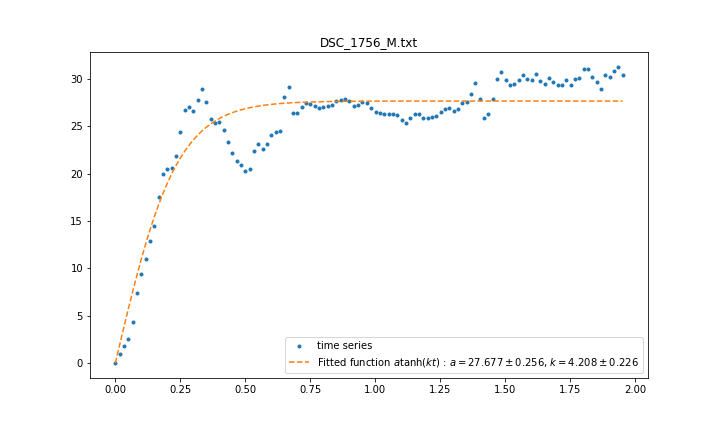 DSC_1756_M.txt
30
25
20
15
10
5
0
time series
Fitted function atanh(kt) : a = 27.677 ± 0.256, k = 4.208 ± 0.226
0.00 0.25 0.50 0.75 1.00 1.25 1.50 1.75 2.00